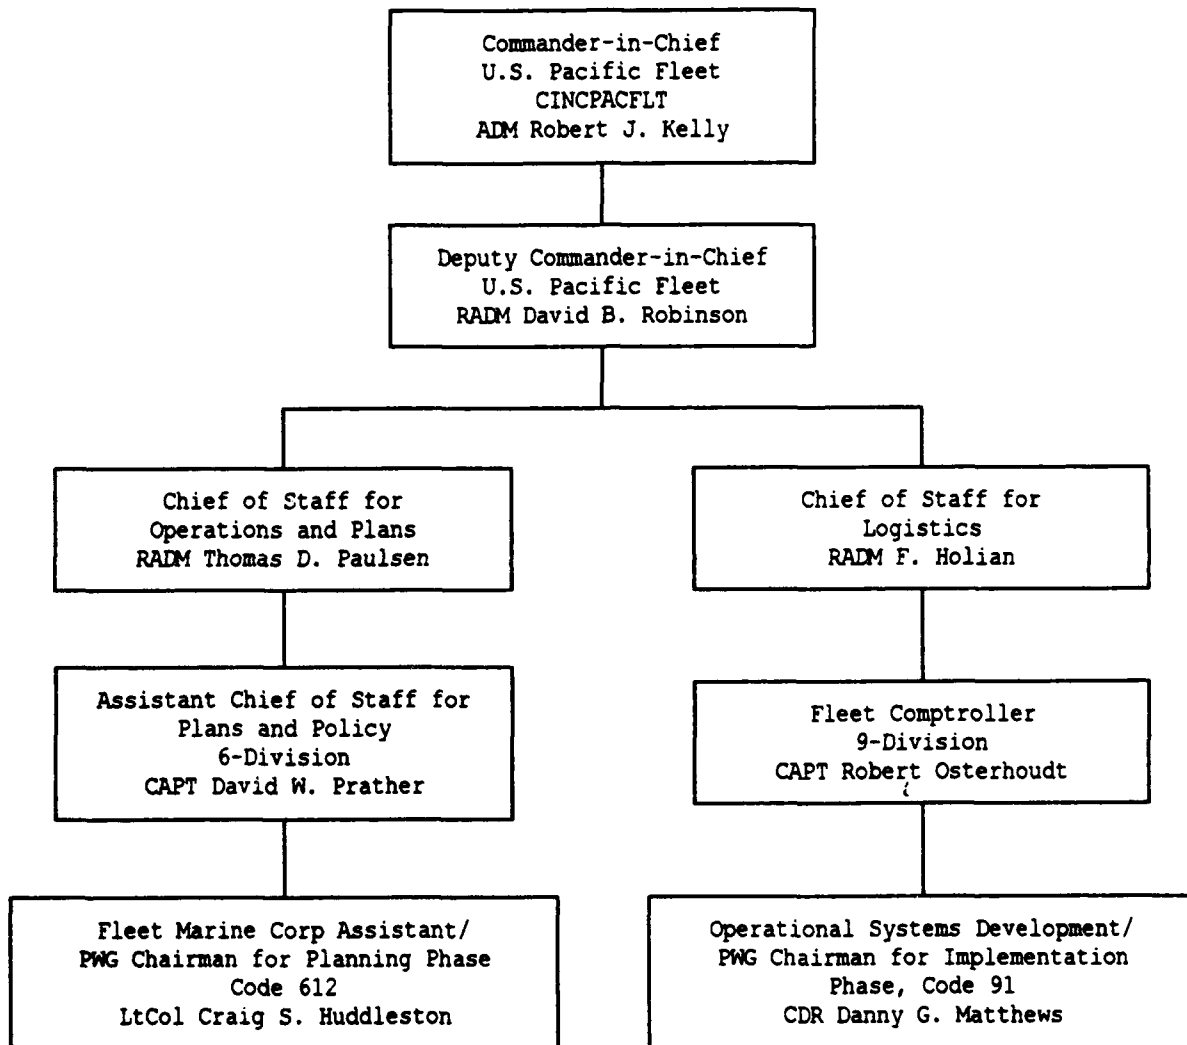 Commander-in-Chief
U.S. Pacific Fleet
CINCPACFLT
ADM Robert J. Kelly
Deputy Commander-in-Chief
U.S. Pacific Fleet
RADM David B. Robinson
Chief of Staff for
Operations and Plans
RADM Thomas D. Paulsen
Chief of Staff for
Logistics
RADM F. Holian
Assistant Chief of Staff for
Plans and Policy
6-Division
CAPT David W. Prather
Fleet Comptroller
9-Division
CAPT Robert Osterhoudt
Fleet Marine Corp Assistant/
PWG Chairman for Planning Phase
Code 612
LtCol Craig S. Huddleston
Operational Systems Development/
PWG Chairman for Implementation
Phase, Code 91
CDR Danny G. Matthews